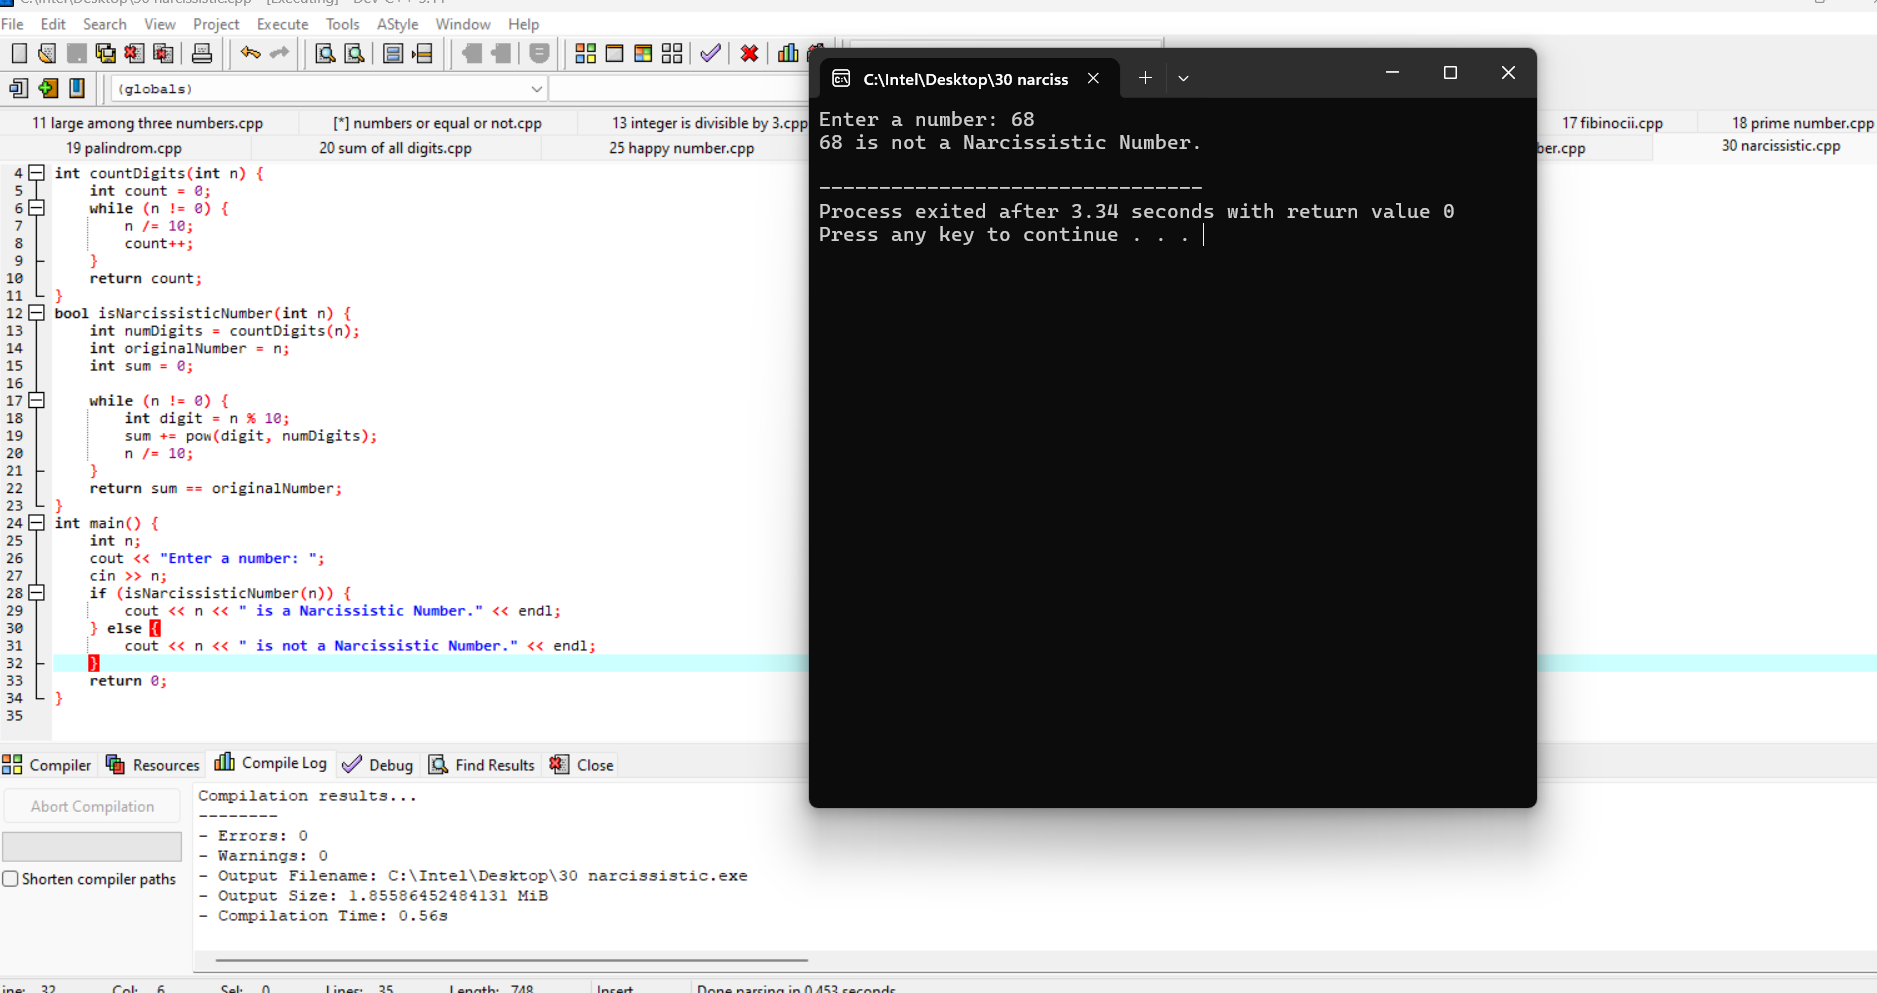 C:\Intel\Desktop\30 narcissistic.cpp - [Executing] - Dev-C++ 5.11
File Edit Search View Project Execute Tools AStyle Window Help
(globals)
11 large among three numbers.cpp [*] numbers or equal or not.cpp 13 integer is divisible by 3.cpp 17 fibinocii.cpp 18 prime number.cpp
19 palindrom.cpp 20 sum of all digits.cpp 25 happy number.cpp ber.cpp 30 narcissistic.cpp
4 int countDigits(int n) {
5 int count = 0;
6 while (n != 0) {
7 n /= 10;
8 count++;
9 }
10 return count;
11 }
12 bool isNarcissisticNumber(int n) {
13 int numDigits = countDigits(n);
14 int originalNumber = n;
15 int sum = 0;
16
17 while (n != 0) {
18 int digit = n % 10;
19 sum += pow(digit, numDigits);
20 n /= 10;
21 }
22 return sum == originalNumber;
23 }
24 int main() {
25 int n;
26 cout << "Enter a number: ";
27 cin >> n;
28 if (isNarcissisticNumber(n)) {
29 cout << n << " is a Narcissistic Number." << endl;
30 } else {
31 cout << n << " is not a Narcissistic Number." << endl;
32 }
33 return 0;
34 }
35
C:\Intel\Desktop\30 narciss
Enter a number: 68
68 is not a Narcissistic Number.
--------------------------------
Process exited after 3.34 seconds with return value 0
Press any key to continue . . .
Compiler Resources Compile Log Debug Find Results Close
Abort Compilation
Shorten compiler paths
Compilation results...
--------
- Errors: 0
- Warnings: 0
- Output Filename: C:\Intel\Desktop\30 narcissistic.exe
- Output Size: 1.85586452484131 MiB
- Compilation Time: 0.56s
ine: 32 Col: 6 Sel: 0 Lines: 35 Length: 748 Insert Done parsing in 0.453 seconds